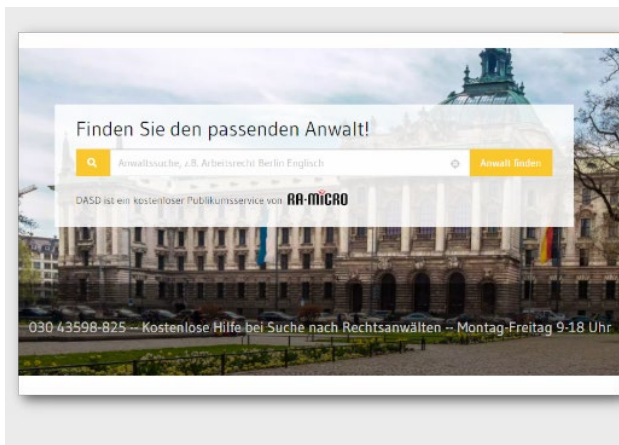 Finden Sie den passenden Anwalt!
Anwaltssuche, z.B. Arbeitsrecht Berlin Englisch
Anwalt finden
DASD ist ein kostenloser Publikumsservice von RA-MiCRO
030 43598-825 -- Kostenlose Hilfe bei Suche nach Rechtsanwälten -- Montag-Freitag 9-18 Uhr